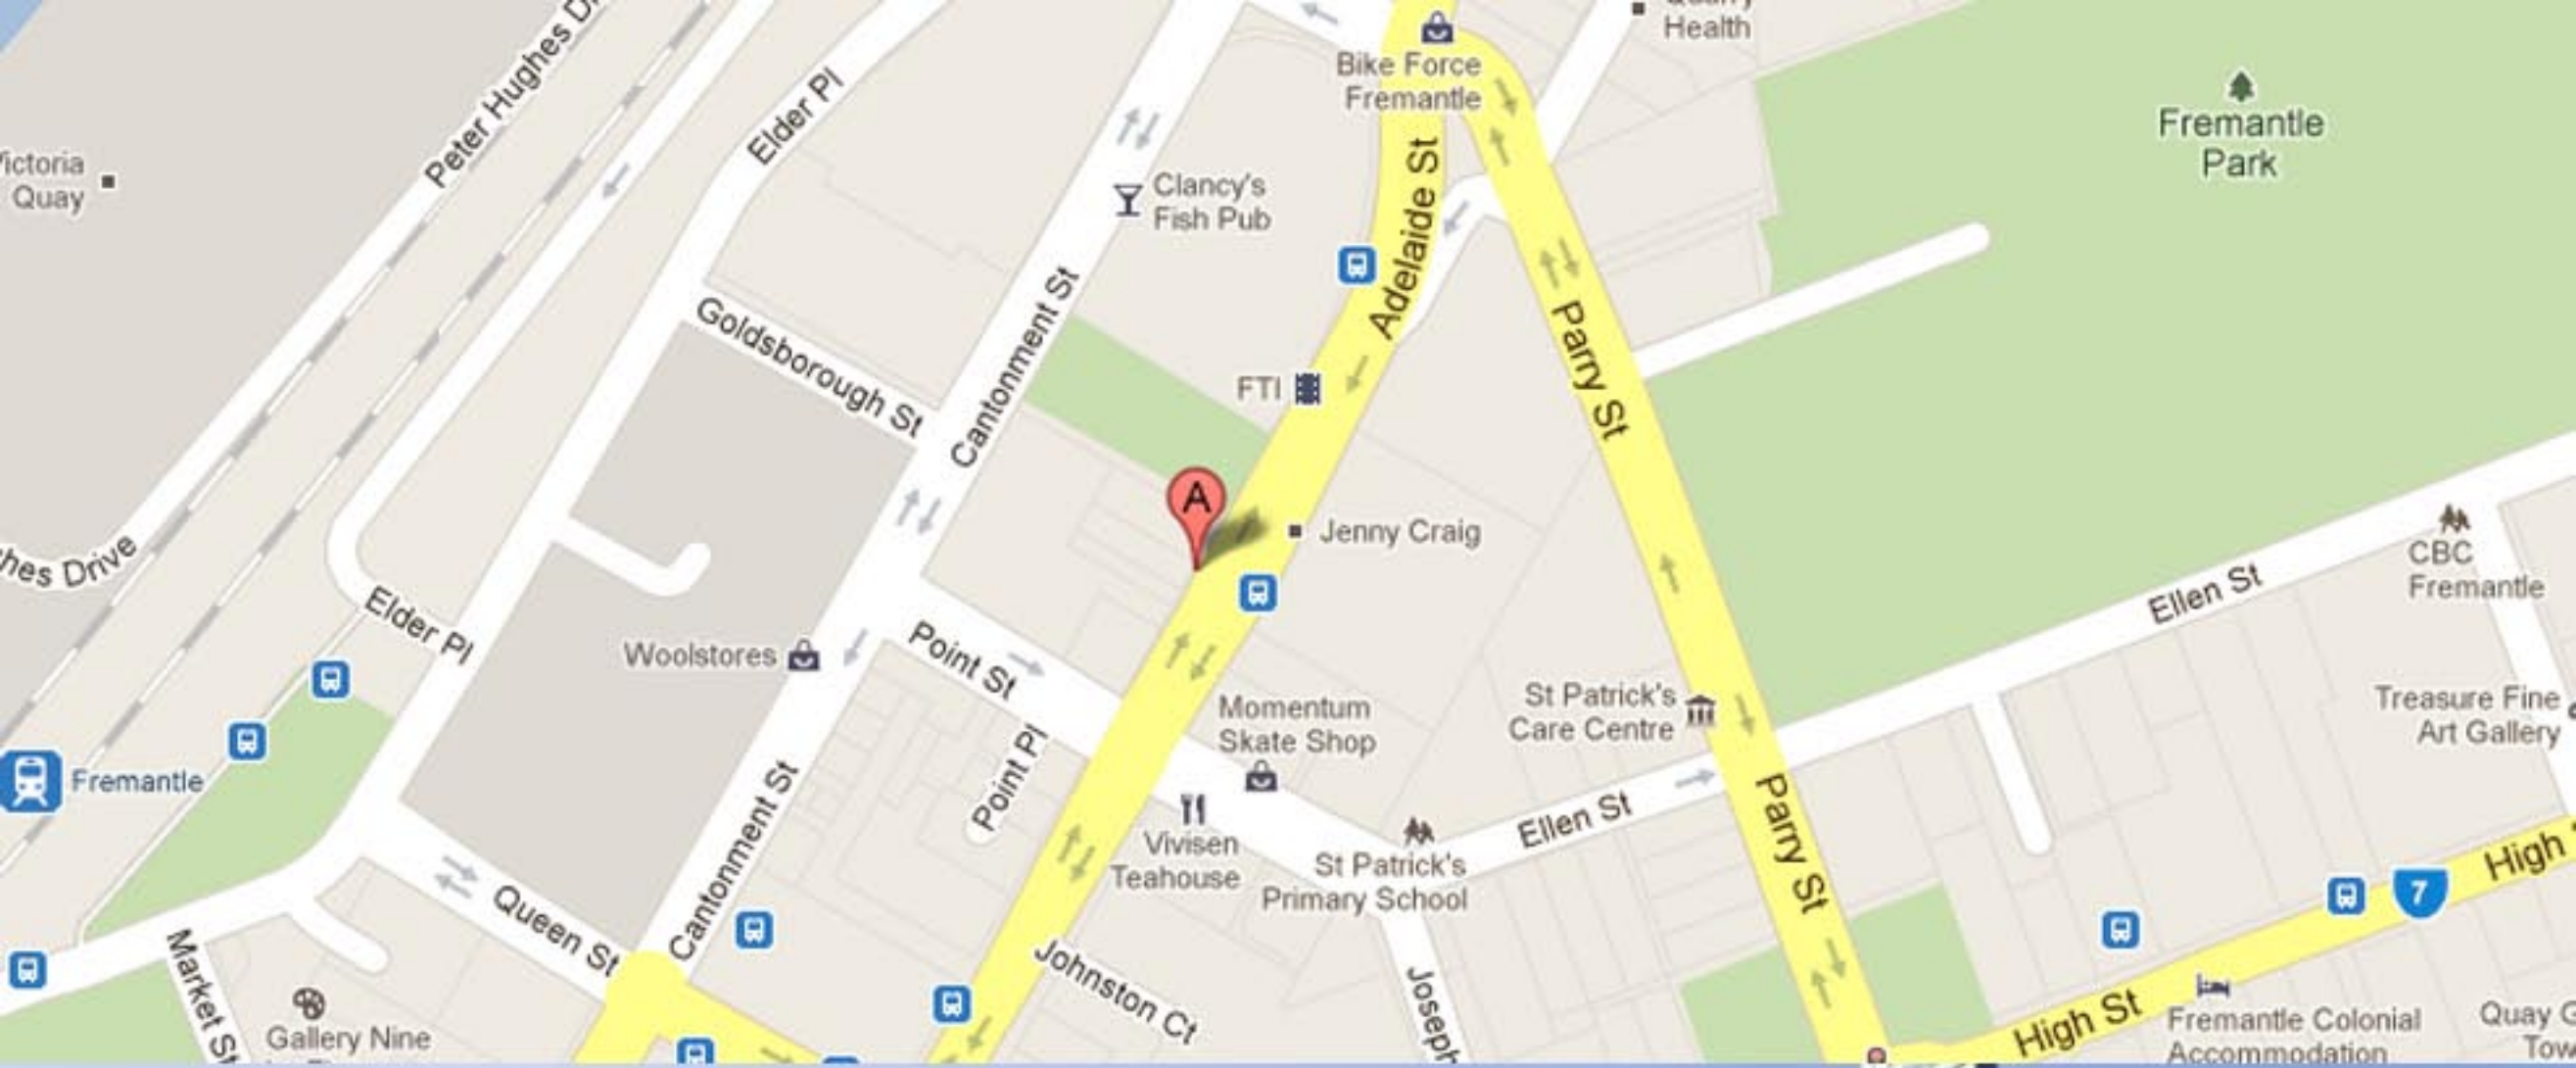 Peter Hughes D
Health
Bike Force
Fremantle
Elder Pl
Fremantle
Park
Victoria
Quay
Clancy's
Fish Pub
Adelaide St
Goldsborough St
Cantonment St
Parry St
FTI
A
Jenny Craig
hes Drive
Elder Pl
CBC
Fremantle
Ellen St
Woolstores
Point St
Momentum
Skate Shop
St Patrick's
Care Centre
Treasure Fine
Art Gallery
Fremantle
Point Pl
Cantonment St
Vivisen
Teahouse
Ellen St
St Patrick's
Primary School
Parry St
High
7
Queen St
Market St
Johnston Ct
Joseph
Gallery Nine
High St
Fremantle Colonial
Accommodation
Quay G
Tow